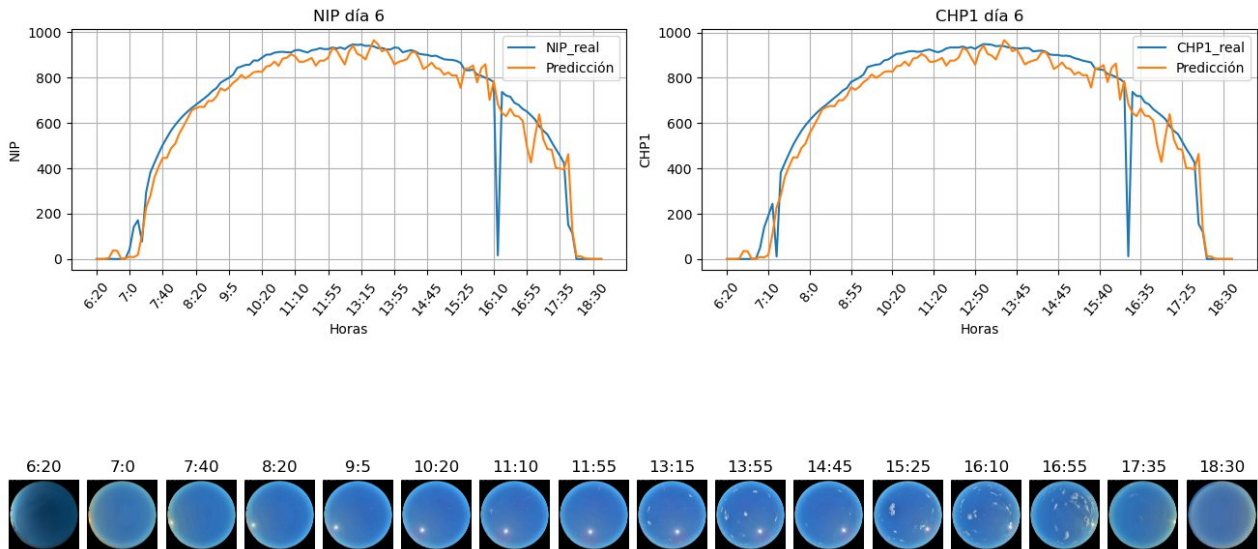 NIP día 6
1000
800
600
400
200
0
NIP
NIP_real
Predicción
6:20 7:0 7:40 8:20 9:5 10:20 11:10 11:55 13:15 13:55 14:45 15:25 16:10 16:55 17:35 18:30
Horas
CHP1 día 6
1000
800
600
400
200
0
CHP1
CHP1_real
Predicción
6:20 7:10 8:0 8:55 10:20 11:20 12:50 13:45 14:45 15:40 16:35 17:25 18:30
Horas
6:20 7:0 7:40 8:20 9:5 10:20 11:10 11:55 13:15 13:55 14:45 15:25 16:10 16:55 17:35 18:30